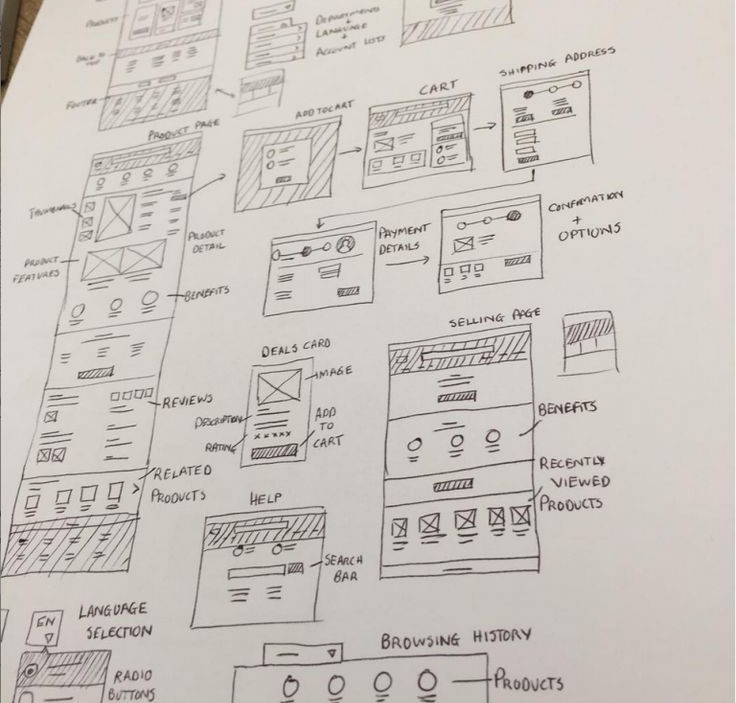 PRODUCTS
BACK TO
TOP
FOOTER
DEPARTMENTS
+
LANGUAGE
+
ACCOUNT LISTS
PRODUCT PAGE
THUMBNAILS
PRODUCT
FEATURES
PRODUCT
DETAIL
BENEFITS
REVIEWS
RELATED
PRODUCTS
ADD TO CART
CART
SHIPPING ADDRESS
PAYMENT
DETAILS
CONFIRMATION
+
OPTIONS
DEALS CARD
IMAGE
DESCRIPTION
RATING
xxxxx
ADD
TO
CART
SELLING PAGE
BENEFITS
RECENTLY
VIEWED
PRODUCTS
HELP
SEARCH
BAR
EN
LANGUAGE
SELECTION
RADIO
BUTTONS
BROWSING HISTORY
PRODUCTS